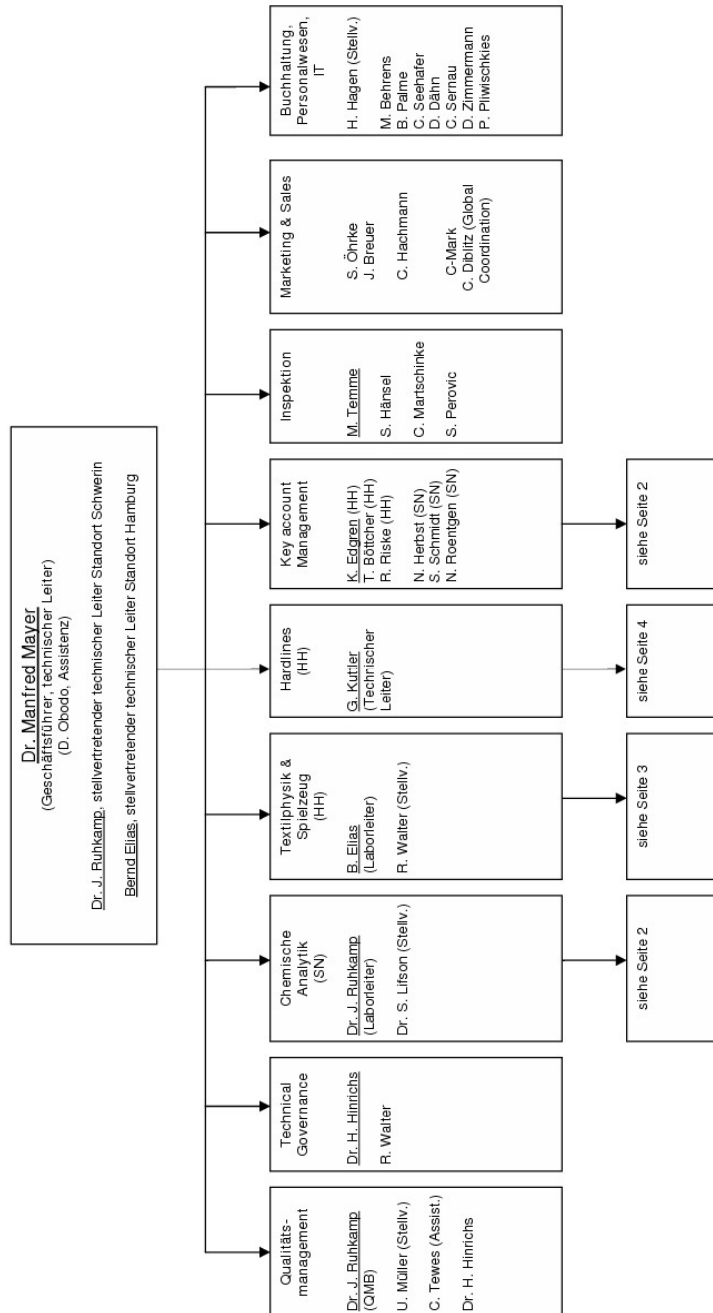 Dr. Manfred Mayer
(Geschäftsführer, technischer Leiter)
(D. Obodo, Assistenz)
Dr. J. Ruhkamp, stellvertretender technischer Leiter Standort Schwerin
Bernd Elias, stellvertretender technischer Leiter Standort Hamburg
Qualitäts-
management
Dr. J. Ruhkamp
(QMB)
U. Müller (Stellv.)
C. Tewes (Assist.)
Dr. H. Hinrichs
Technical
Governance
Dr. H. Hinrichs
R. Walter
Chemische
Analytik
(SN)
Dr. J. Ruhkamp
(Laborleiter)
Dr. S. Lifson (Stellv.)
siehe Seite 2
Textilphysik &
Spielzeug
(HH)
B. Elias
(Laborleiter)
R. Walter (Stellv.)
siehe Seite 3
Hardlines
(HH)
G. Kutler
(Technischer
Leiter)
siehe Seite 4
Key account
Management
K. Edgren (HH)
T. Böttcher (HH)
R. Riske (HH)
N. Herbst (SN)
S. Schmidt (SN)
N. Roentgen (SN)
siehe Seite 2
Inspektion
M. Temme
S. Hänsel
C. Martschinke
S. Perovic
Marketing & Sales
S. Öhrke
J. Breuer
C. Hachmann
C-Mark
C. Diblitz (Global
Coordination)
Buchhaltung,
Personalwesen,
IT
H. Hagen (Stellv.)
M. Behrens
B. Palme
C. Seehafer
D. Dähn
C. Sernau
D. Zimmermann
P. Pliwischkies